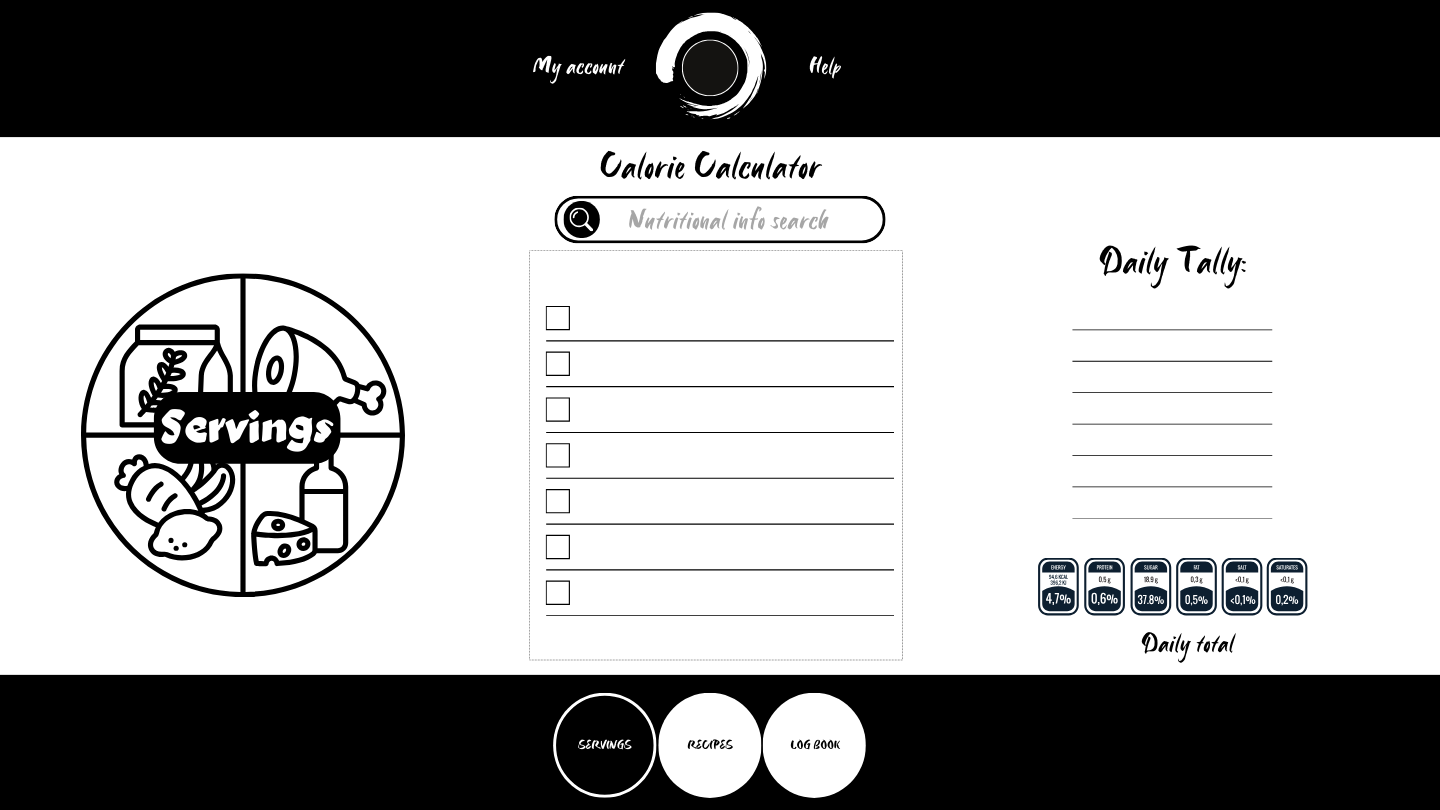 My account
Help
Calorie Calculator
Nutritional info search
Servings
Daily Tally:
ENERGY
94.6 KCAL
396,2 KJ
4,7%
PROTEIN
0.5 g
0,6%
SUGAR
18.9 g
37.8%
FAT
0,3 g
0,5%
SALT
<0,1 g
<0,1%
SATURATES
<0,1 g
0,2%
Daily total
SERVINGS
RECIPES
LOG BOOK